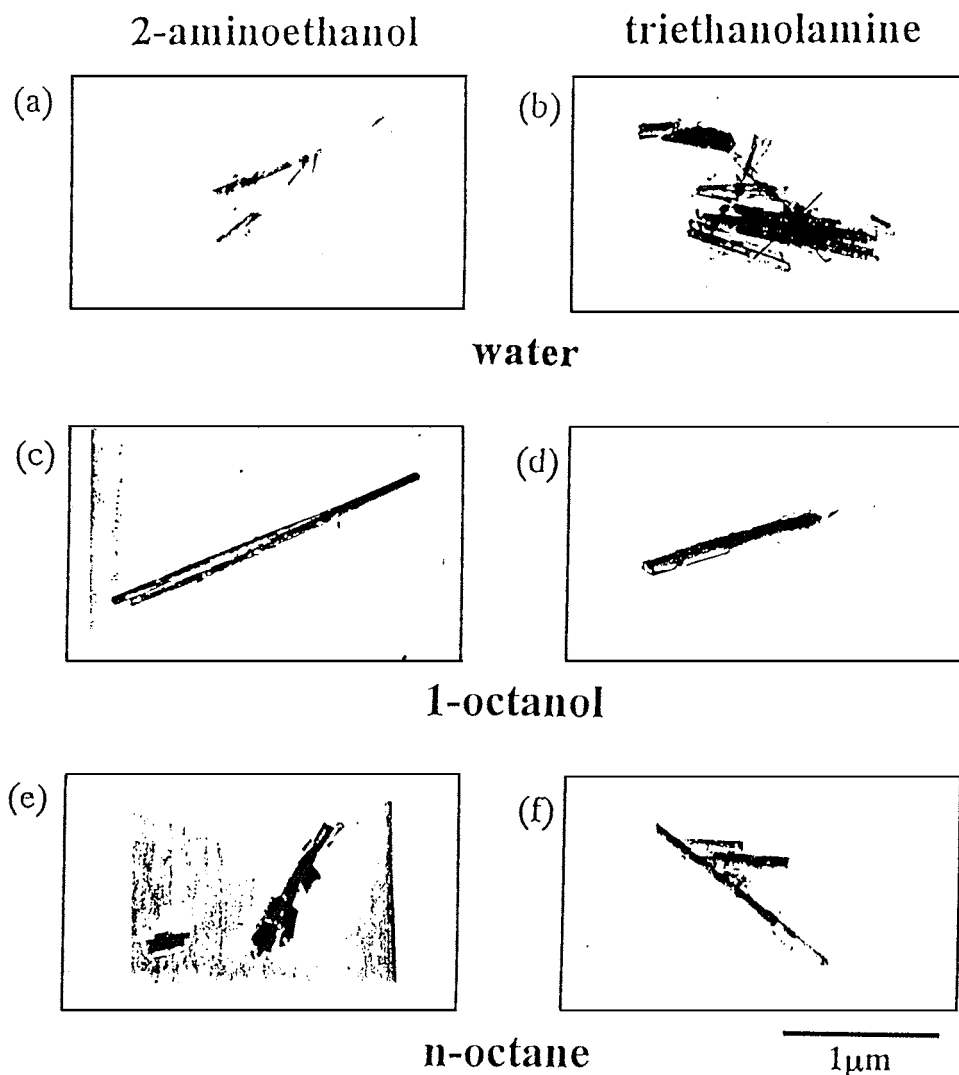 2-aminoethanol triethanolamine
(a) (b)
water
(c) (d)
1-octanol
(e) (f)
n-octane
1μm